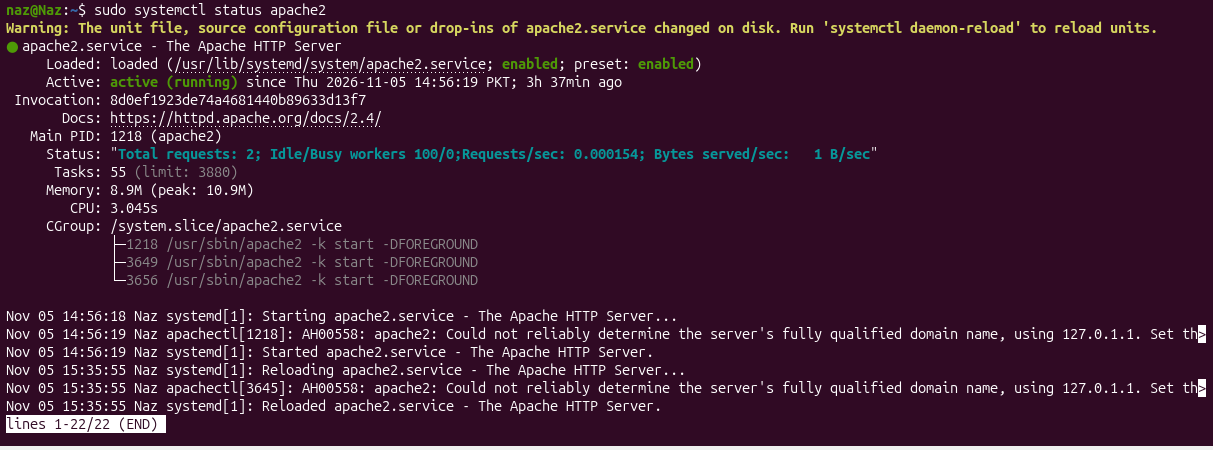 naz@Naz:~$ sudo systemctl status apache2
Warning: The unit file, source configuration file or drop-ins of apache2.service changed on disk. Run 'systemctl daemon-reload' to reload units.
● apache2.service - The Apache HTTP Server
     Loaded: loaded (/usr/lib/systemd/system/apache2.service; enabled; preset: enabled)
     Active: active (running) since Thu 2026-11-05 14:56:19 PKT; 3h 37min ago
 Invocation: 8d0ef1923de74a4681440b89633d13f7
       Docs: https://httpd.apache.org/docs/2.4/
   Main PID: 1218 (apache2)
     Status: "Total requests: 2; Idle/Busy workers 100/0;Requests/sec: 0.000154; Bytes served/sec:   1 B/sec"
      Tasks: 55 (limit: 3880)
     Memory: 8.9M (peak: 10.9M)
        CPU: 3.045s
     CGroup: /system.slice/apache2.service
             ├─1218 /usr/sbin/apache2 -k start -DFOREGROUND
             ├─3649 /usr/sbin/apache2 -k start -DFOREGROUND
             └─3656 /usr/sbin/apache2 -k start -DFOREGROUND

Nov 05 14:56:18 Naz systemd[1]: Starting apache2.service - The Apache HTTP Server...
Nov 05 14:56:19 Naz apachectl[1218]: AH00558: apache2: Could not reliably determine the server's fully qualified domain name, using 127.0.1.1. Set th>
Nov 05 14:56:19 Naz systemd[1]: Started apache2.service - The Apache HTTP Server.
Nov 05 15:35:55 Naz systemd[1]: Reloading apache2.service - The Apache HTTP Server...
Nov 05 15:35:55 Naz apachectl[3645]: AH00558: apache2: Could not reliably determine the server's fully qualified domain name, using 127.0.1.1. Set th>
Nov 05 15:35:55 Naz systemd[1]: Reloaded apache2.service - The Apache HTTP Server.
lines 1-22/22 (END)